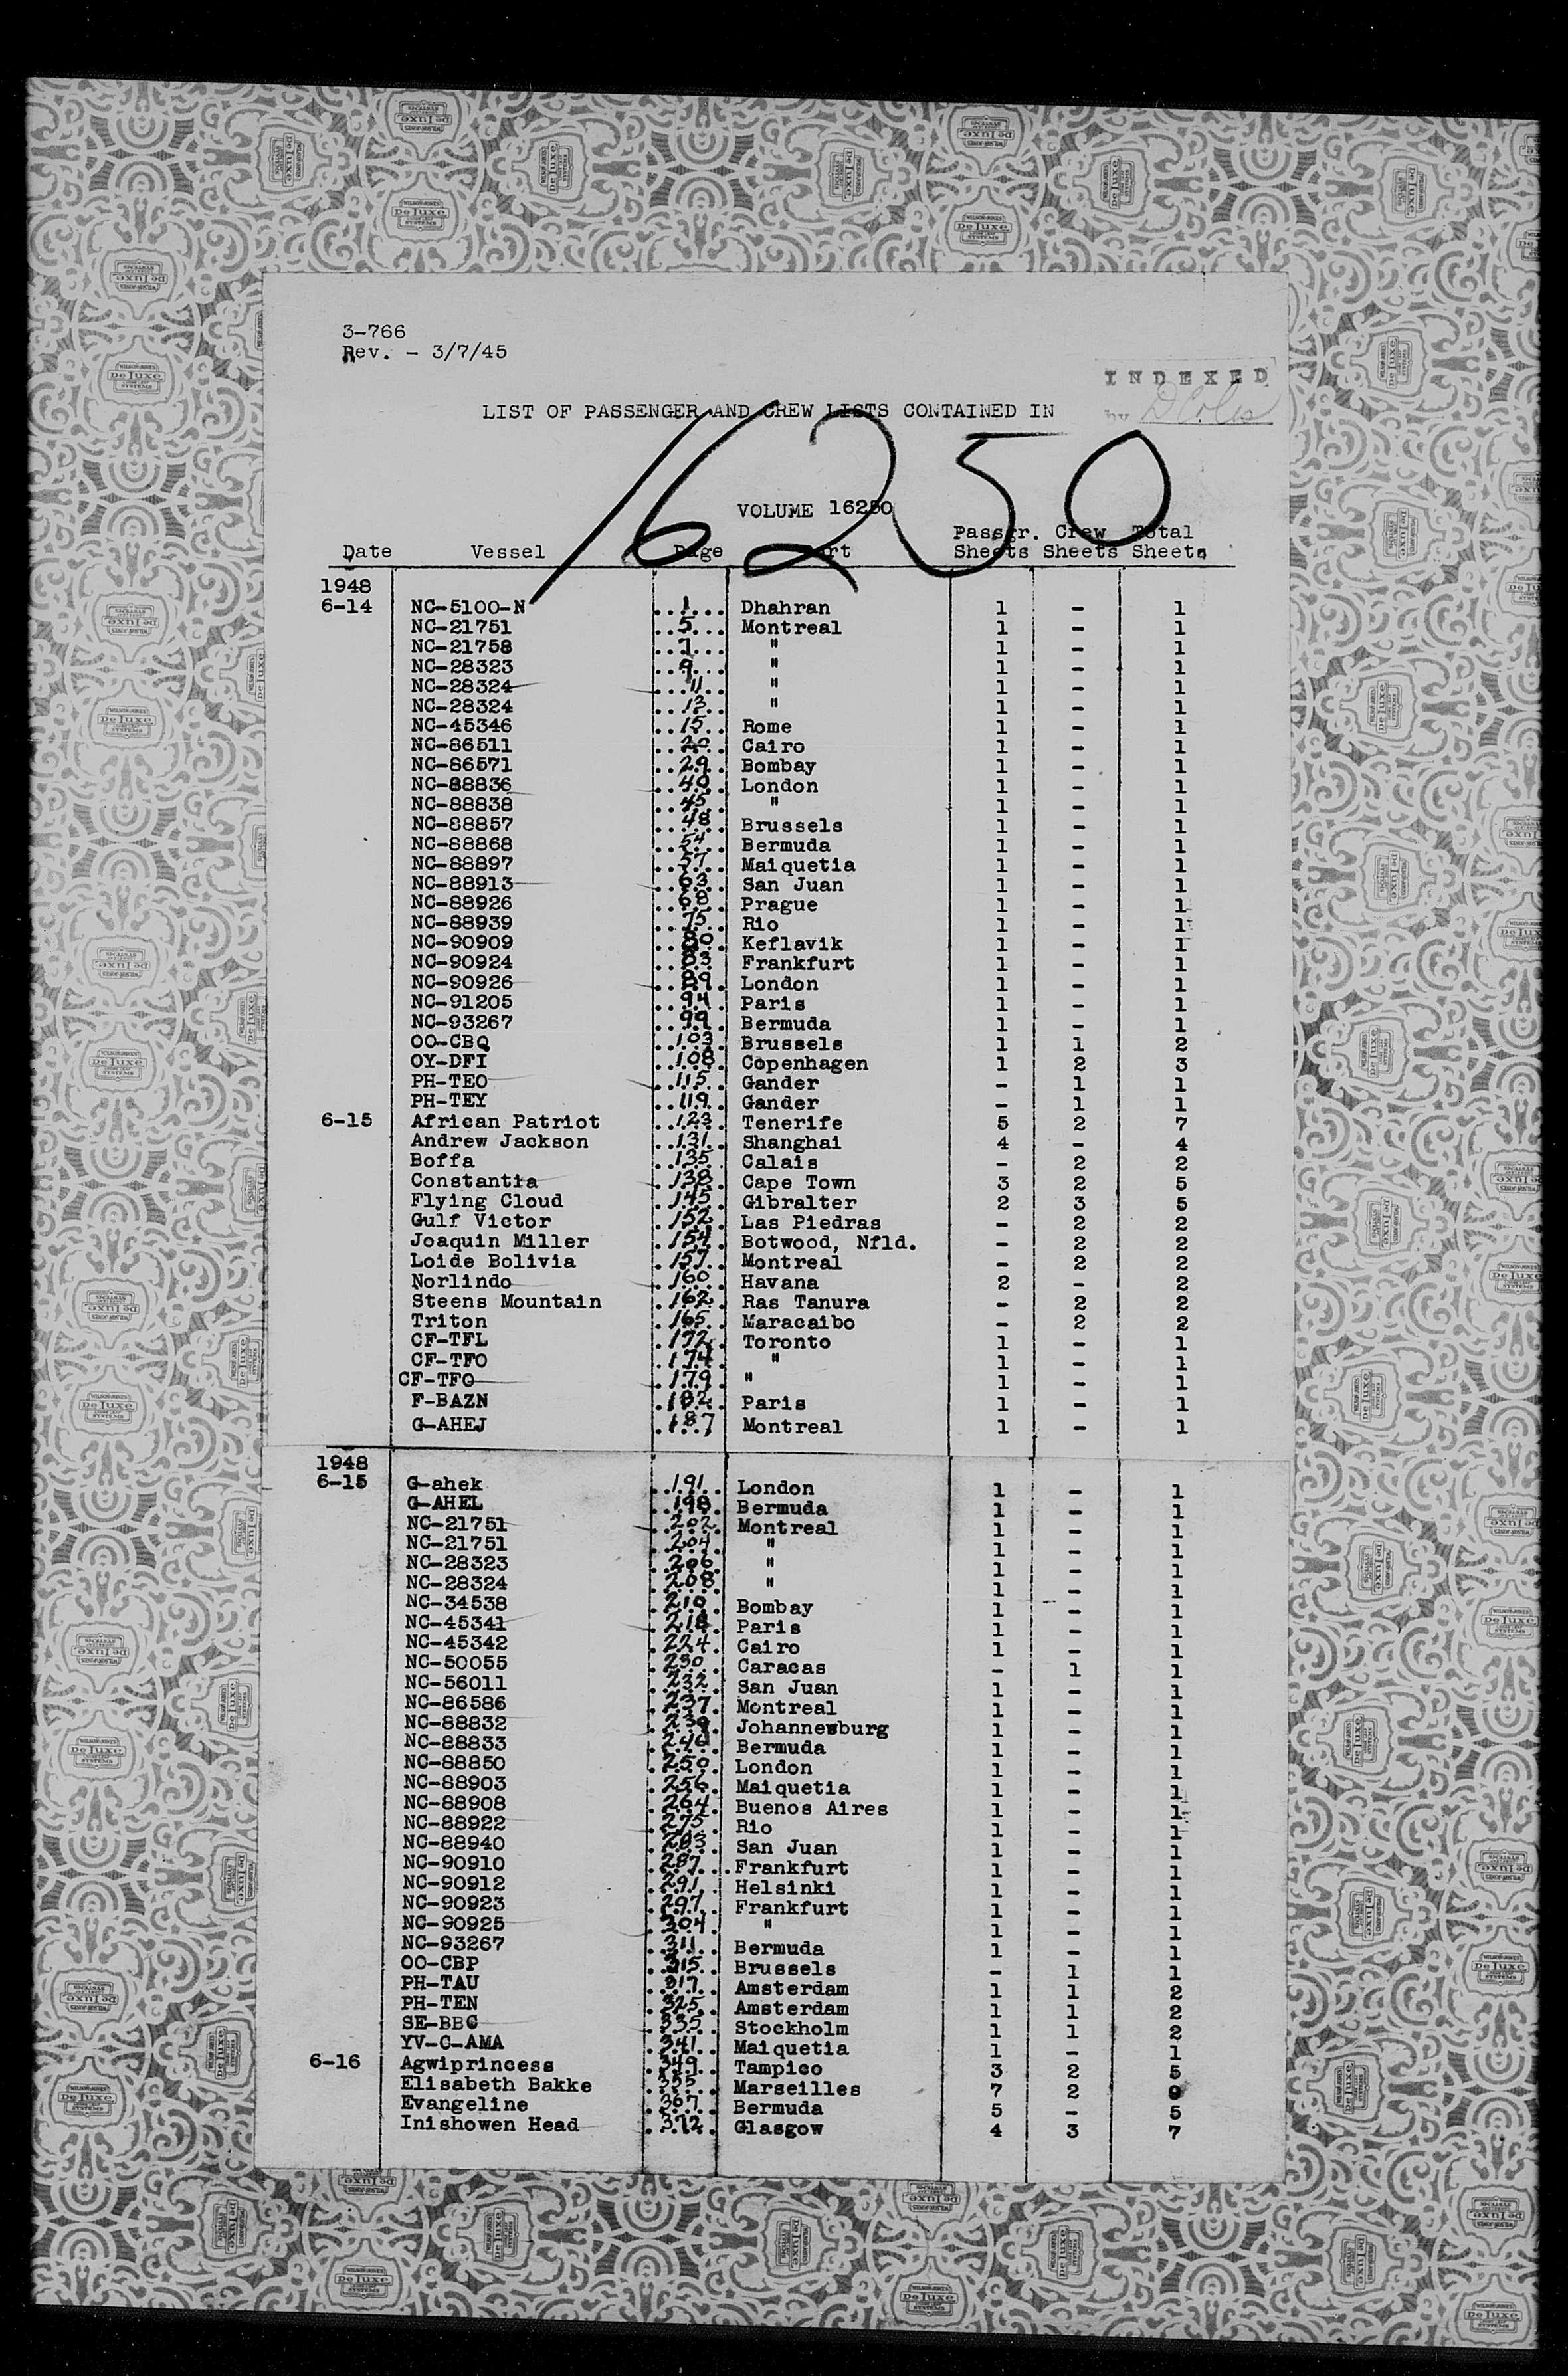 3-766
Rev. - 3/7/45
INDEXED
by
LIST OF PASSENGER AND CREW LISTS CONTAINED IN
16250
VOLUME 16250
Passgr. Crew Total
Date Vessel Page Port Sheets Sheets Sheets
1948
6-14 NC-5100-N 1 Dhahran 1 - 1
NC-21751 5 Montreal 1 - 1
NC-21758 7 " 1 - 1
NC-28323 9 " 1 - 1
NC-28324 11 " 1 - 1
NC-28324 13 " 1 - 1
NC-45346 15 Rome 1 - 1
NC-86511 20 Cairo 1 - 1
NC-86571 29 Bombay 1 - 1
NC-88836 40 London 1 - 1
NC-88838 45 " 1 - 1
NC-88857 48 Brussels 1 - 1
NC-88868 54 Bermuda 1 - 1
NC-88897 57 Maiquetia 1 - 1
NC-88913 63 San Juan 1 - 1
NC-88926 68 Prague 1 - 1
NC-88939 75 Rio 1 - 1
NC-90909 80 Keflavik 1 - 1
NC-90924 83 Frankfurt 1 - 1
NC-90926 89 London 1 - 1
NC-91205 94 Paris 1 - 1
NC-93267 99 Bermuda 1 - 1
OO-CBQ 103 Brussels 1 1 2
OY-DFI 108 Copenhagen 1 2 3
PH-TEO 115 Gander - 1 1
PH-TEY 119 Gander - 1 1
6-15 African Patriot 123 Tenerife 5 2 7
Andrew Jackson 131 Shanghai 4 - 4
Boffa 135 Calais - 2 2
Constantia 138 Cape Town 3 2 5
Flying Cloud 145 Gibralter 2 3 5
Gulf Victor 152 Las Piedras - 2 2
Joaquin Miller 154 Botwood, Nfld. - 2 2
Loide Bolivia 157 Montreal - 2 2
Norlindo 160 Havana 2 - 2
Steens Mountain 162 Ras Tanura - 2 2
Triton 165 Maracaibo - 2 2
CF-TFL 172 Toronto 1 - 1
CF-TFO 174 " 1 - 1
CF-TFO 179 " 1 - 1
F-BAZN 182 Paris 1 - 1
G-AHEJ 187 Montreal 1 - 1
1948
6-15 G-ahek 191 London 1 - 1
G-AHEL 198 Bermuda 1 - 1
NC-21751 202 Montreal 1 - 1
NC-21751 204 " 1 - 1
NC-28323 206 " 1 - 1
NC-28324 208 " 1 - 1
NC-34538 210 Bombay 1 - 1
NC-45341 218 Paris 1 - 1
NC-45342 224 Cairo 1 - 1
NC-50055 230 Caracas - 1 1
NC-56011 232 San Juan 1 - 1
NC-86586 237 Montreal 1 - 1
NC-88832 239 Johannesburg 1 - 1
NC-88833 246 Bermuda 1 - 1
NC-88850 250 London 1 - 1
NC-88903 256 Maiquetia 1 - 1
NC-88908 264 Buenos Aires 1 - 1
NC-88922 275 Rio 1 - 1
NC-88940 283 San Juan 1 - 1
NC-90910 287 Frankfurt 1 - 1
NC-90912 291 Helsinki 1 - 1
NC-90923 297 Frankfurt 1 - 1
NC-90925 304 " 1 - 1
NC-93267 311 Bermuda 1 - 1
OO-CBP 315 Brussels - 1 1
PH-TAU 317 Amsterdam 1 1 2
PH-TEN 325 Amsterdam 1 1 2
SE-BBC 335 Stockholm 1 1 2
YV-C-AMA 341 Maiquetia 1 - 1
6-16 Agwiprincess 349 Tampico 3 2 5
Elisabeth Bakke 355 Marseilles 7 2 9
Evangeline 367 Bermuda 5 - 5
Inishowen Head 372 Glasgow 4 3 7